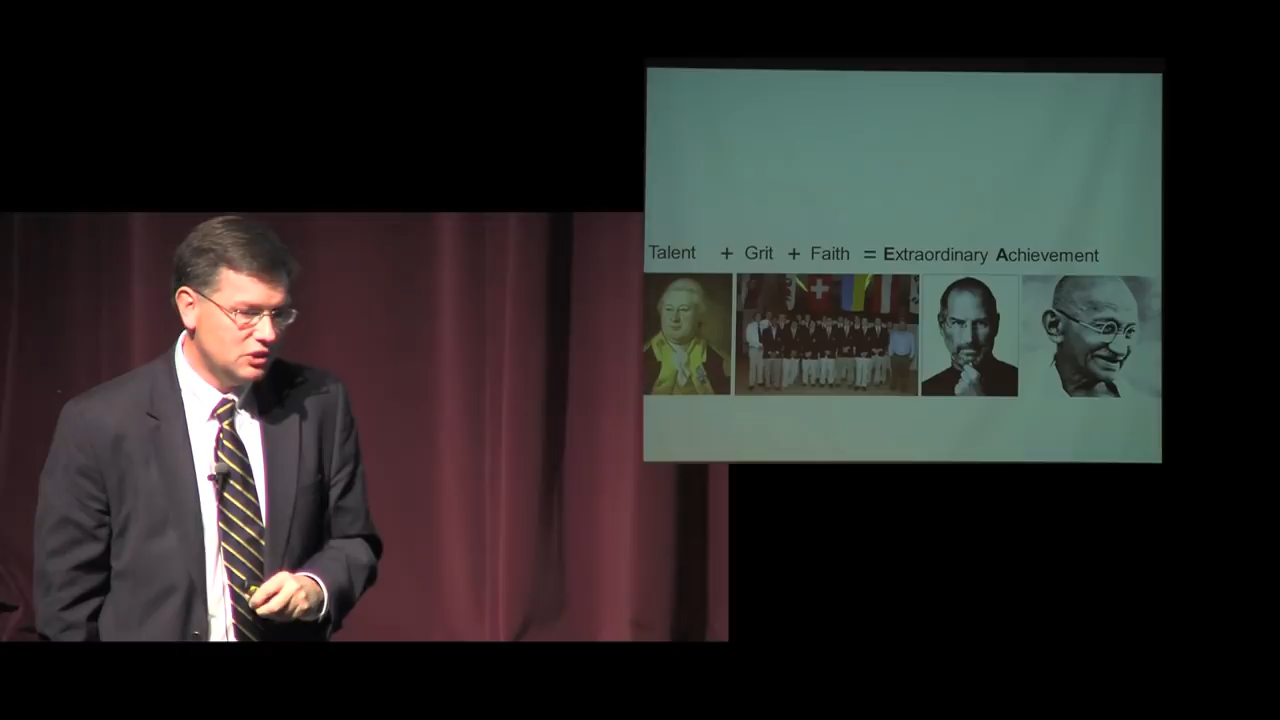 Talent + Grit + Faith = Extraordinary Achievement